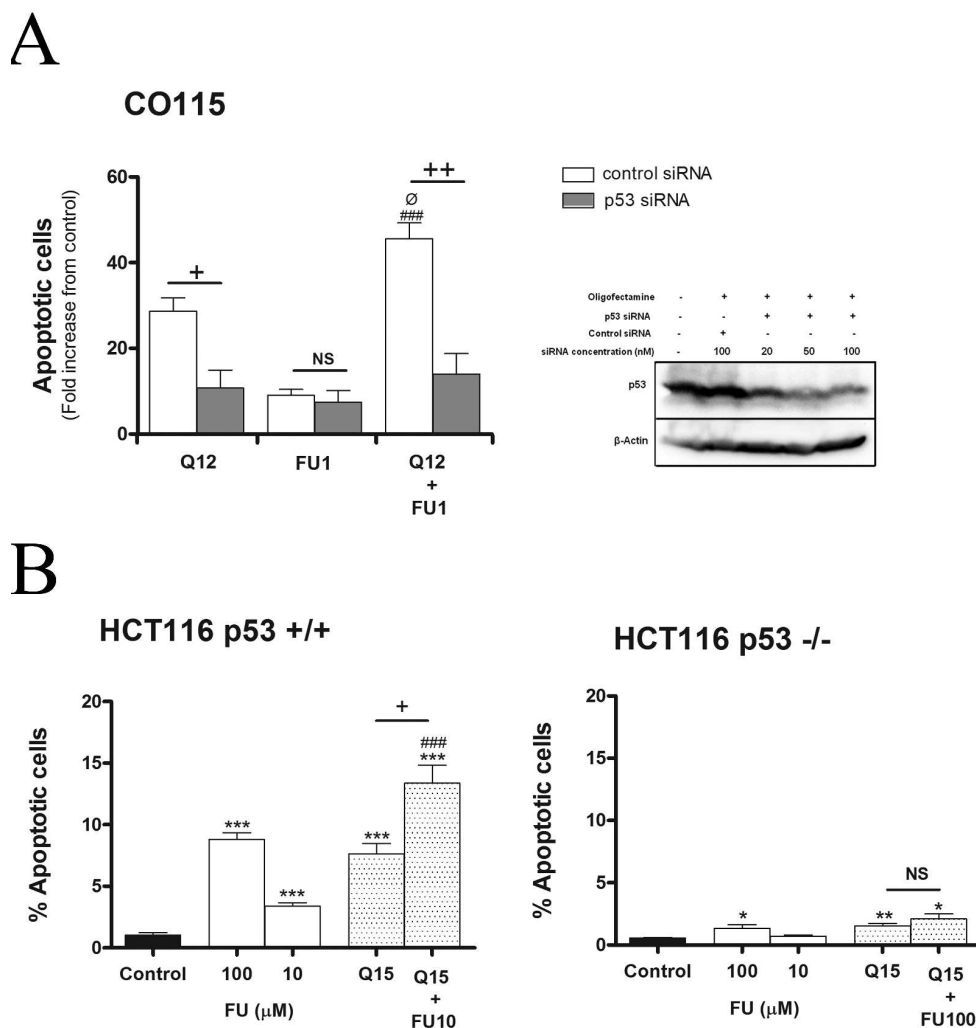 A
CO115
Apoptotic cells
(Fold increase from control)
60
40
20
0
+
NS
Ø
###
++
Q12
FU1
Q12
+
FU1
control siRNA
p53 siRNA
Oligofectamine - + + + +
p53 siRNA - - + + +
Control siRNA - +
siRNA concentration (nM) - 100 20 50 100
p53
β-Actin
B
HCT116 p53 +/+
% Apoptotic cells
20
15
10
5
0
***
***
***
+
###
***
Control
100
10
Q15
Q15
+
FU10
FU (μM)
HCT116 p53 -/-
% Apoptotic cells
20
15
10
5
0
*
**
NS
*
Control
100
10
Q15
Q15
+
FU100
FU (μM)